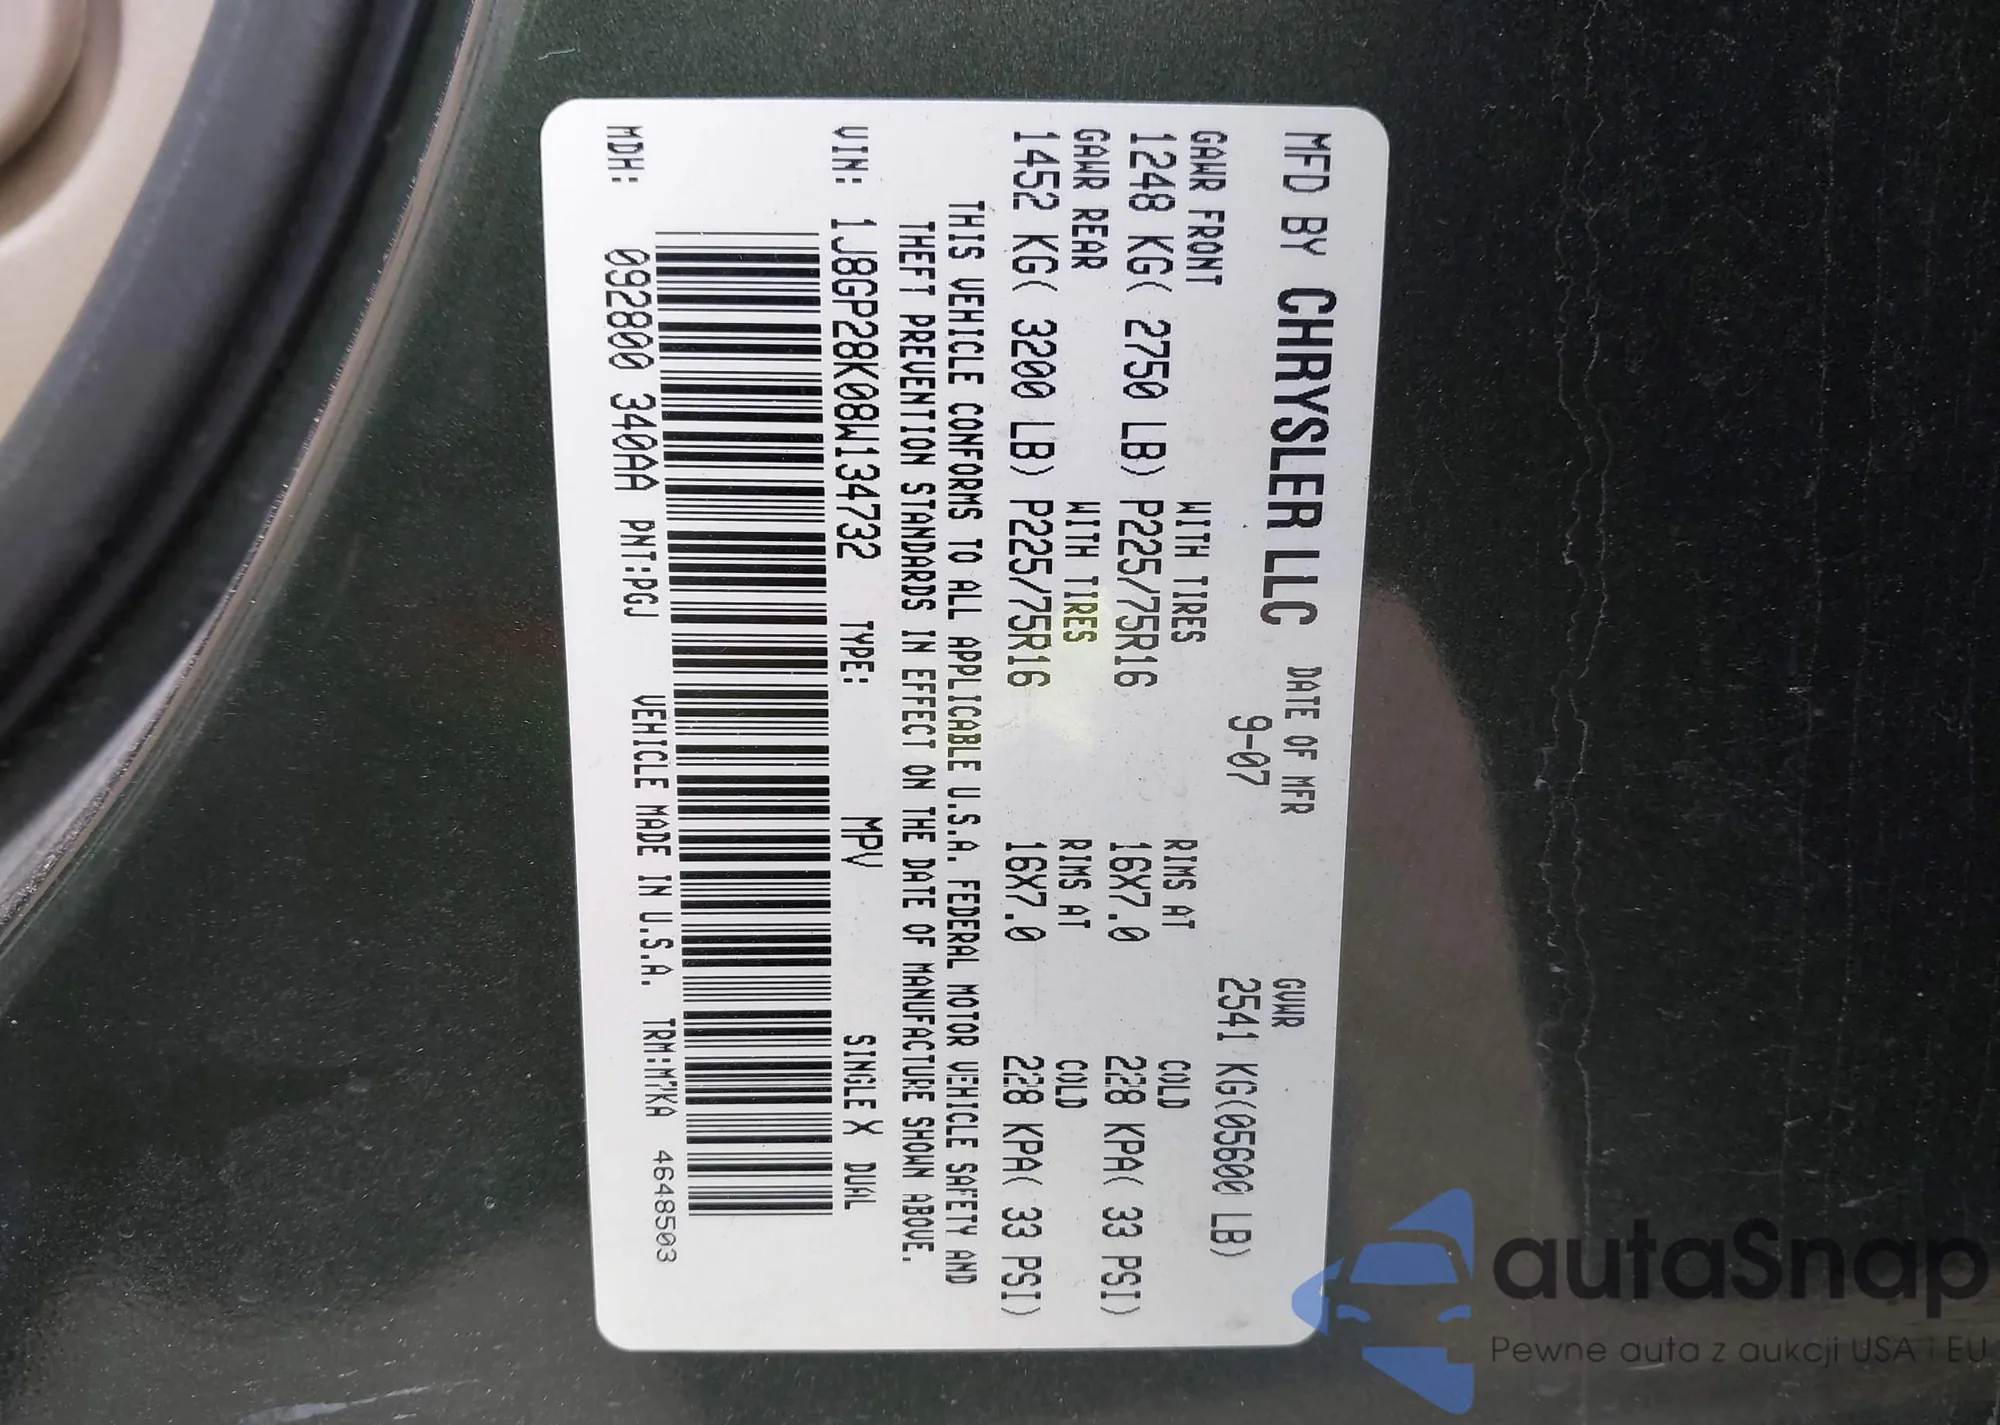 MFD BY CHRYSLER LLC DATE OF MFR GVWR
9-07 2541 KG(05600 LB)
GAWR FRONT WITH TIRES RIMS AT COLD
1248 KG( 2750 LB) P225/75R16 16X7.0 228 KPA( 33 PSI)
GAWR REAR WITH TIRES RIMS AT COLD
1452 KG( 3200 LB) P225/75R16 16X7.0 228 KPA( 33 PSI)
THIS VEHICLE CONFORMS TO ALL APPLICABLE U.S.A. FEDERAL MOTOR VEHICLE SAFETY AND
THEFT PREVENTION STANDARDS IN EFFECT ON THE DATE OF MANUFACTURE SHOWN ABOVE.
VIN: 1J8GP28K08W134732 TYPE: MPV SINGLE X DUAL
MDH: 092800 340AA PNT:PGJ VEHICLE MADE IN U.S.A. TRM:M7KA 4648503
autaSnap
Pewne auta z aukcji USA i EU